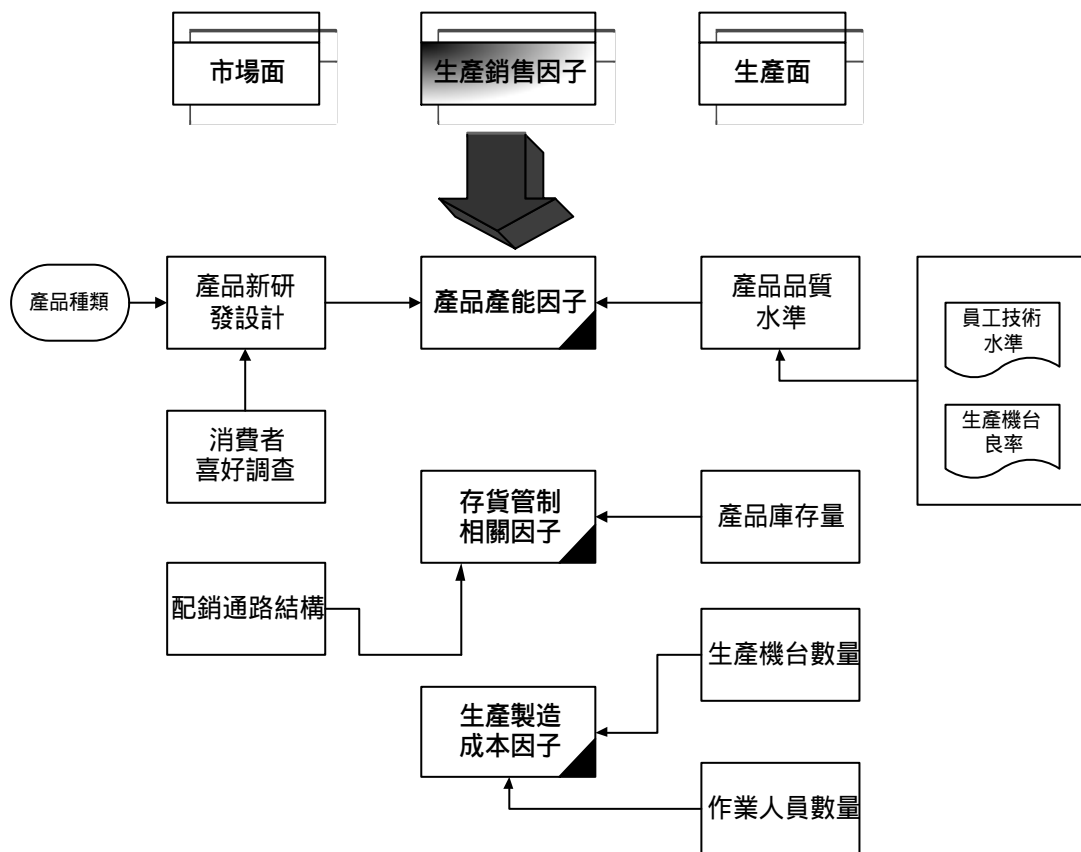 市場面
生產銷售因子
生產面
產品種類
產品新研
發設計
產品產能因子
產品品質
水準
員工技術
水準
生產機台
良率
消費者
喜好調查
存貨管制
相關因子
產品庫存量
配銷通路結構
生產機台數量
生產製造
成本因子
作業人員數量